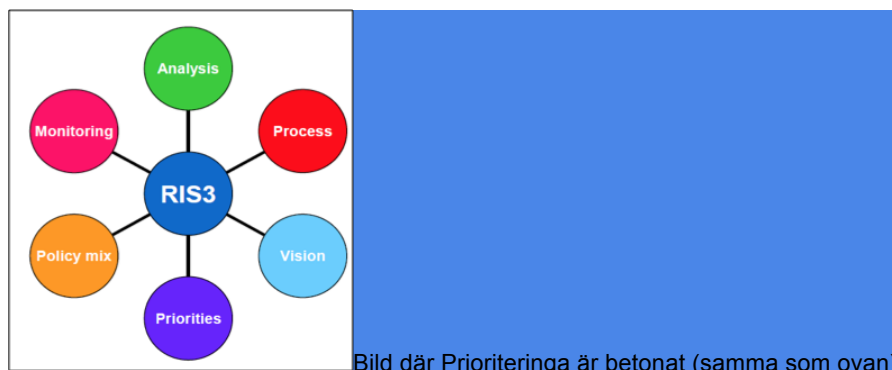 Analysis
Monitoring
Process
RIS3
Policy mix
Vision
Priorities
Bild där Prioriteringa är betonat (samma som ovan)